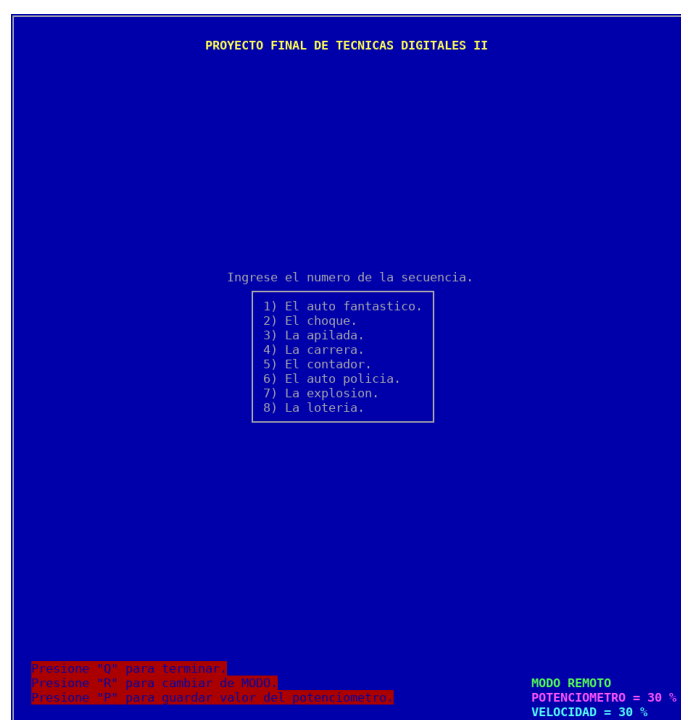 PROYECTO FINAL DE TECNICAS DIGITALES II
Ingrese el numero de la secuencia.
1) El auto fantastico.
2) El choque.
3) La apilada.
4) La carrera.
5) El contador.
6) El auto policia.
7) La explosion.
8) La loteria.
Presione "Q" para terminar.
Presione "R" para cambiar de MODO.
Presione "P" para guardar valor del potenciometro.
MODO REMOTO
POTENCIOMETRO = 30 %
VELOCIDAD = 30 %